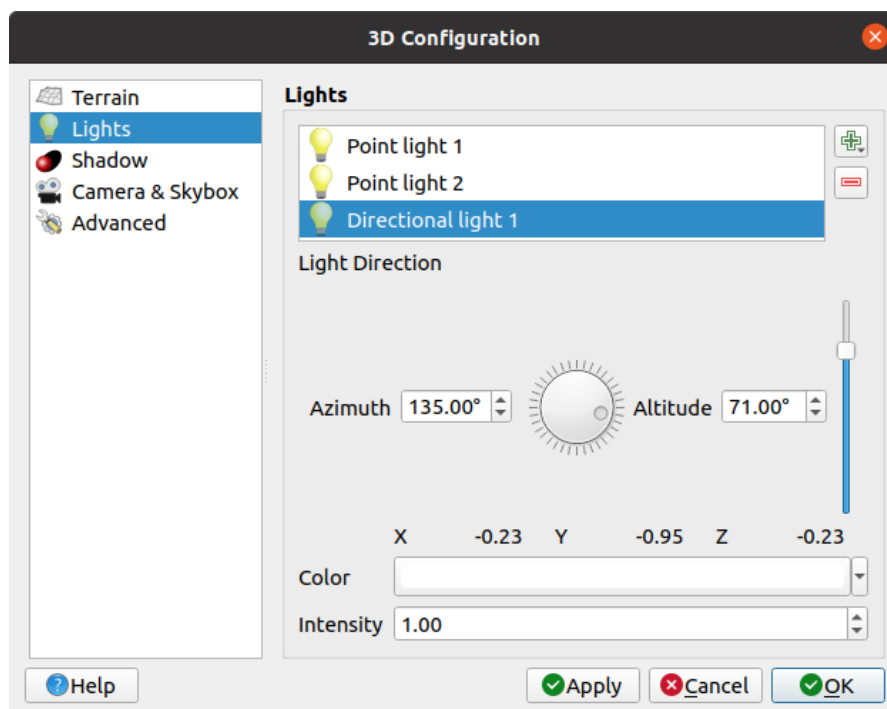 3D Configuration
Terrain
Lights
Shadow
Camera & Skybox
Advanced
Lights
Point light 1
Point light 2
Directional light 1
Light Direction
Azimuth 135.00° Altitude 71.00°
X -0.23 Y -0.95 Z -0.23
Color
Intensity 1.00
Help Apply Cancel OK